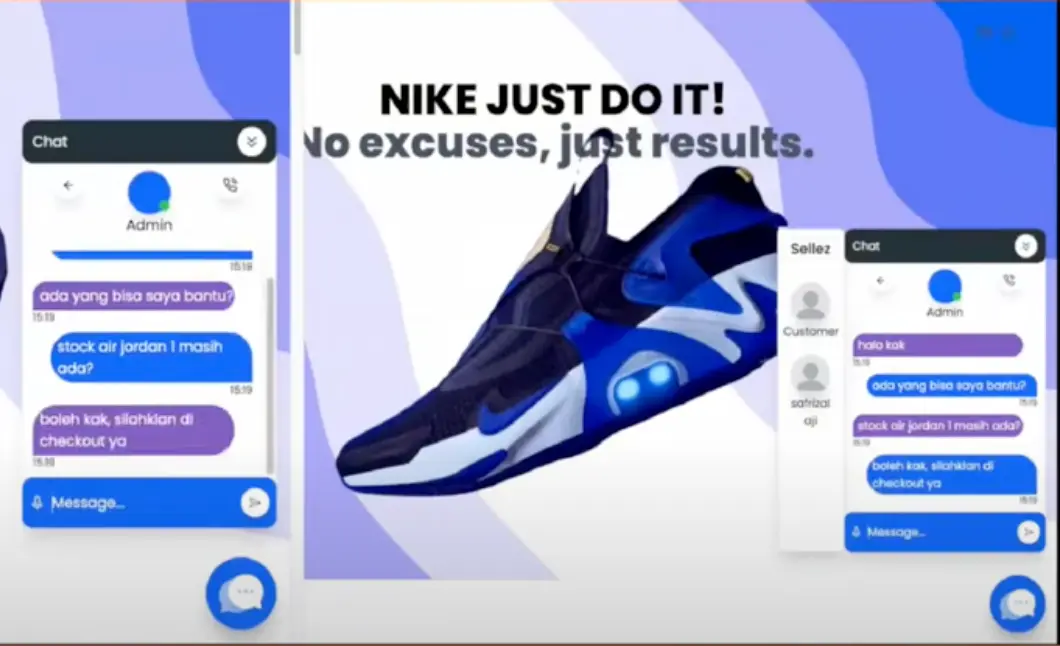 Chat
Admin
15:19
ada yang bisa saya bantu?
15:19
stock air jordan 1 masih
ada?
15:19
boleh kak, silahklan di
checkout ya
15:19
Message...
NIKE JUST DO IT!
No excuses, just results.
Sellez
Customer
safrizal
aji
Chat
Admin
halo kak
15:19
ada yang bisa saya bantu?
15:19
stock air jordan 1 masih ada?
15:19
boleh kak, silahklan di
checkout ya
15:19
Message...